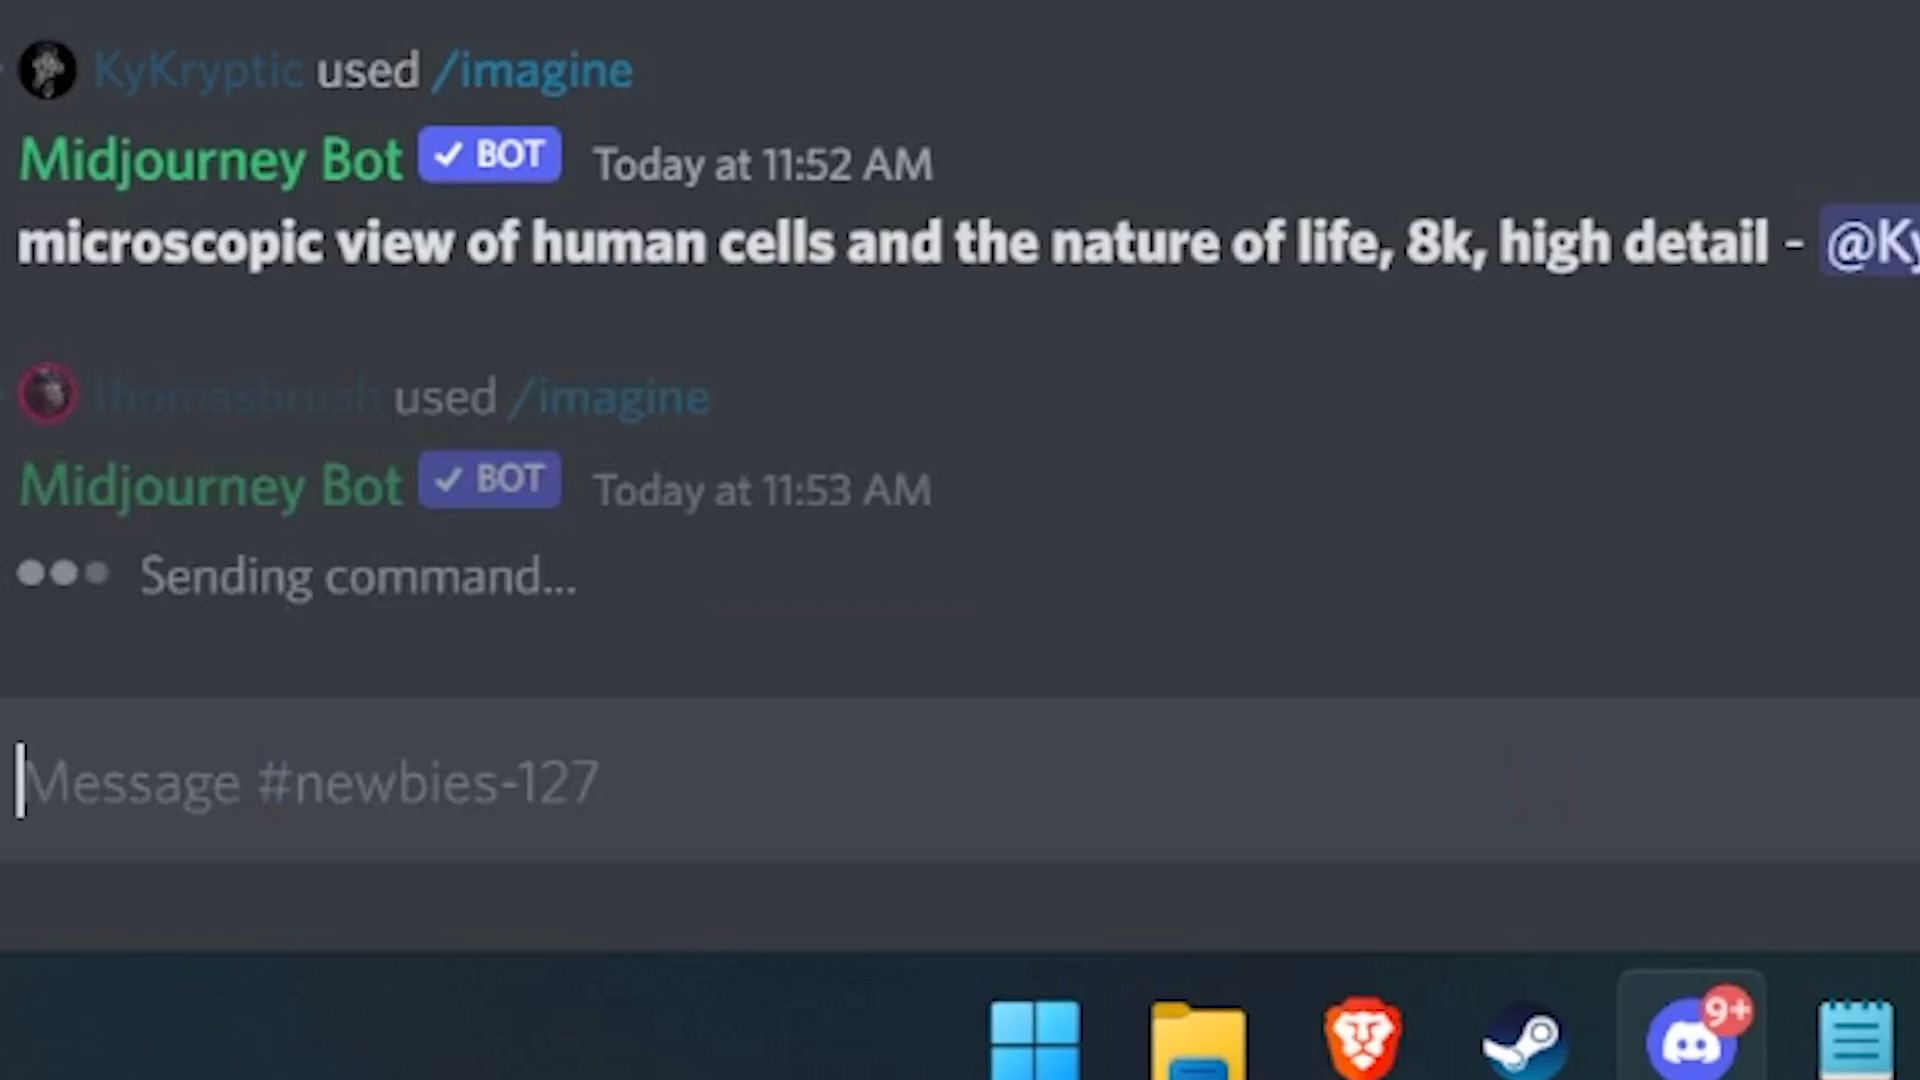 KyKryptic used /imagine
Midjourney Bot ✓ BOT Today at 11:52 AM
microscopic view of human cells and the nature of life, 8k, high detail - @Ky
thomasbrush used /imagine
Midjourney Bot ✓ BOT Today at 11:53 AM
Sending command...
Message #newbies-127
9+